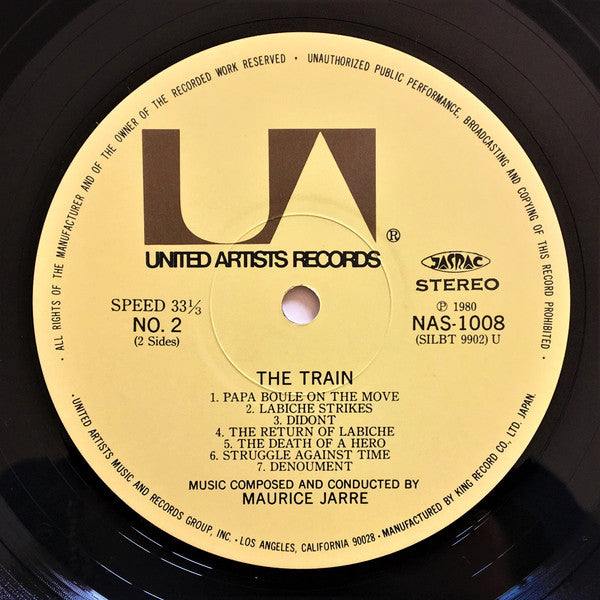 · ALL RIGHTS OF THE MANUFACTURER AND OF THE OWNER OF THE RECORDED WORK RESERVED · UNAUTHORIZED PUBLIC PERFORMANCE, BROADCASTING AND COPYING OF THIS RECORD PROHIBITED ·
UA
®
UNITED ARTISTS RECORDS
JASRAC
STEREO
SPEED 33⅓
NO. 2
(2 Sides)
℗ 1980
NAS-1008
(SILBT 9902) U
THE TRAIN
1. PAPA BOULE ON THE MOVE
2. LABICHE STRIKES
3. DIDONT
4. THE RETURN OF LABICHE
5. THE DEATH OF A HERO
6. STRUGGLE AGAINST TIME
7. DENOUMENT
MUSIC COMPOSED AND CONDUCTED BY
MAURICE JARRE
· UNITED ARTISTS MUSIC AND RECORDS GROUP, INC. · LOS ANGELES, CALIFORNIA 90028 · MANUFACTURED BY KING RECORD CO., LTD. JAPAN.